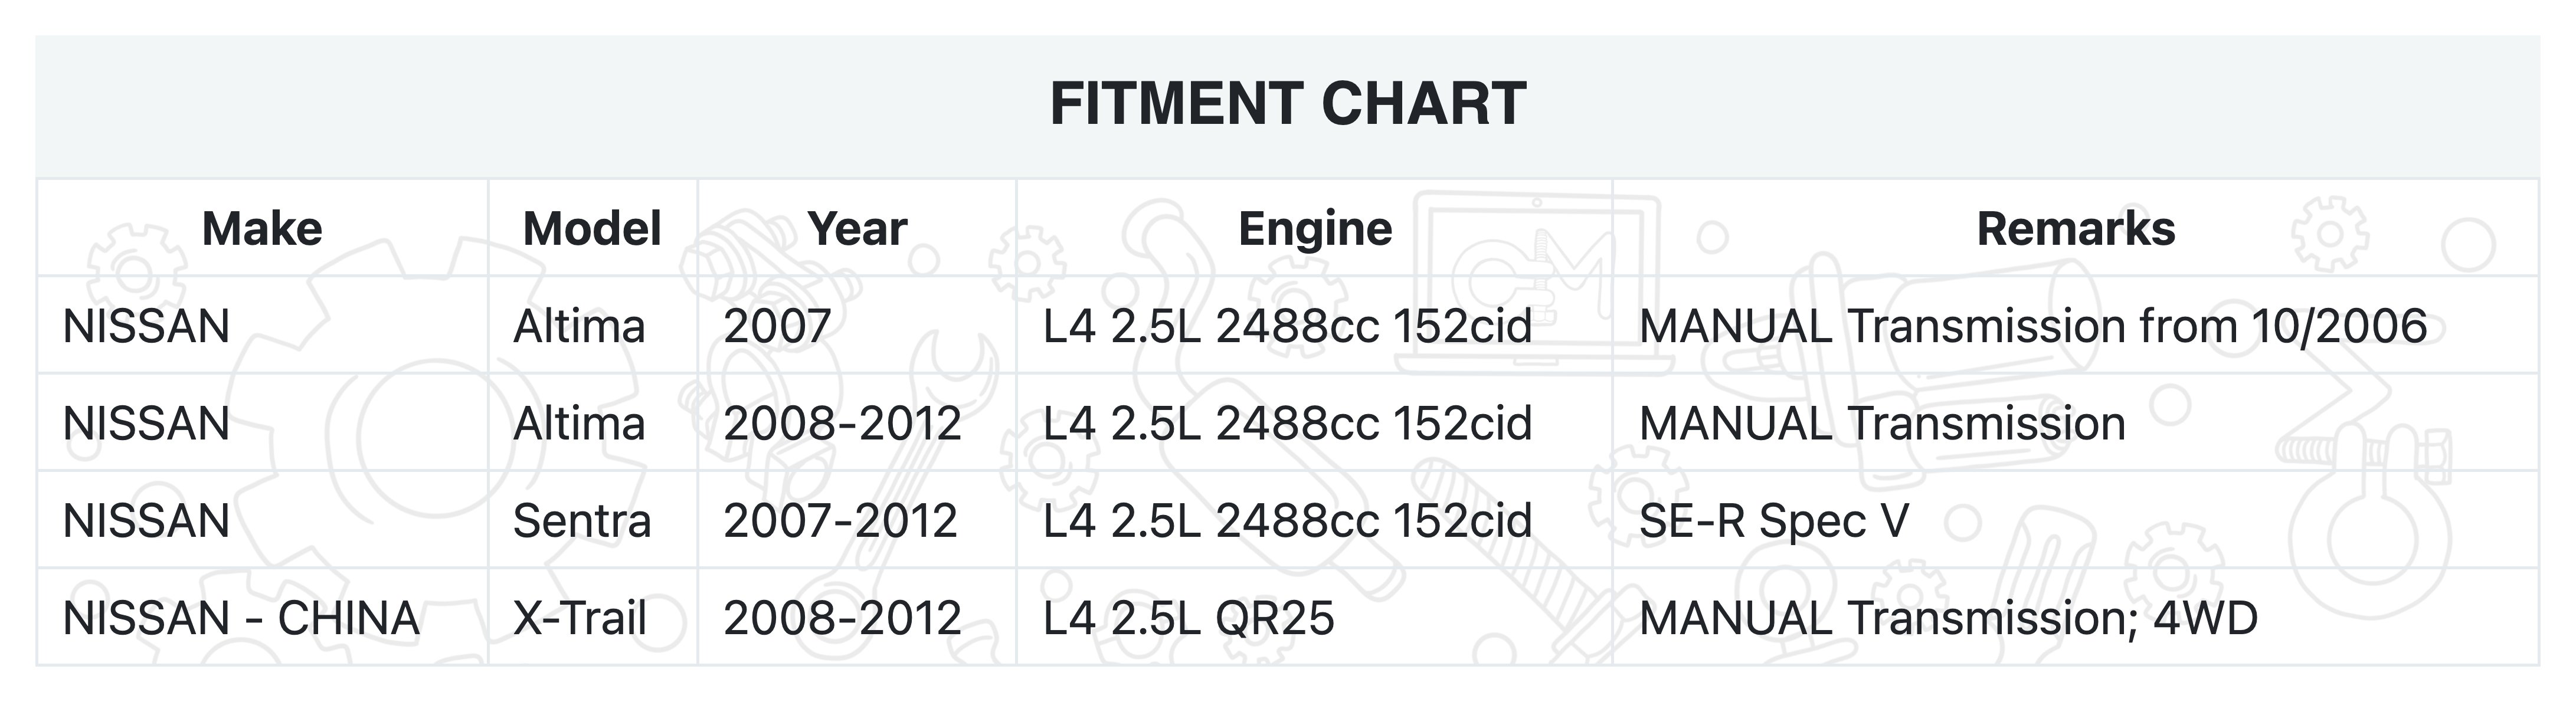 FITMENT CHART
Make Model Year Engine Remarks
NISSAN Altima 2007 L4 2.5L 2488cc 152cid MANUAL Transmission from 10/2006
NISSAN Altima 2008-2012 L4 2.5L 2488cc 152cid MANUAL Transmission
NISSAN Sentra 2007-2012 L4 2.5L 2488cc 152cid SE-R Spec V
NISSAN - CHINA X-Trail 2008-2012 L4 2.5L QR25 MANUAL Transmission; 4WD